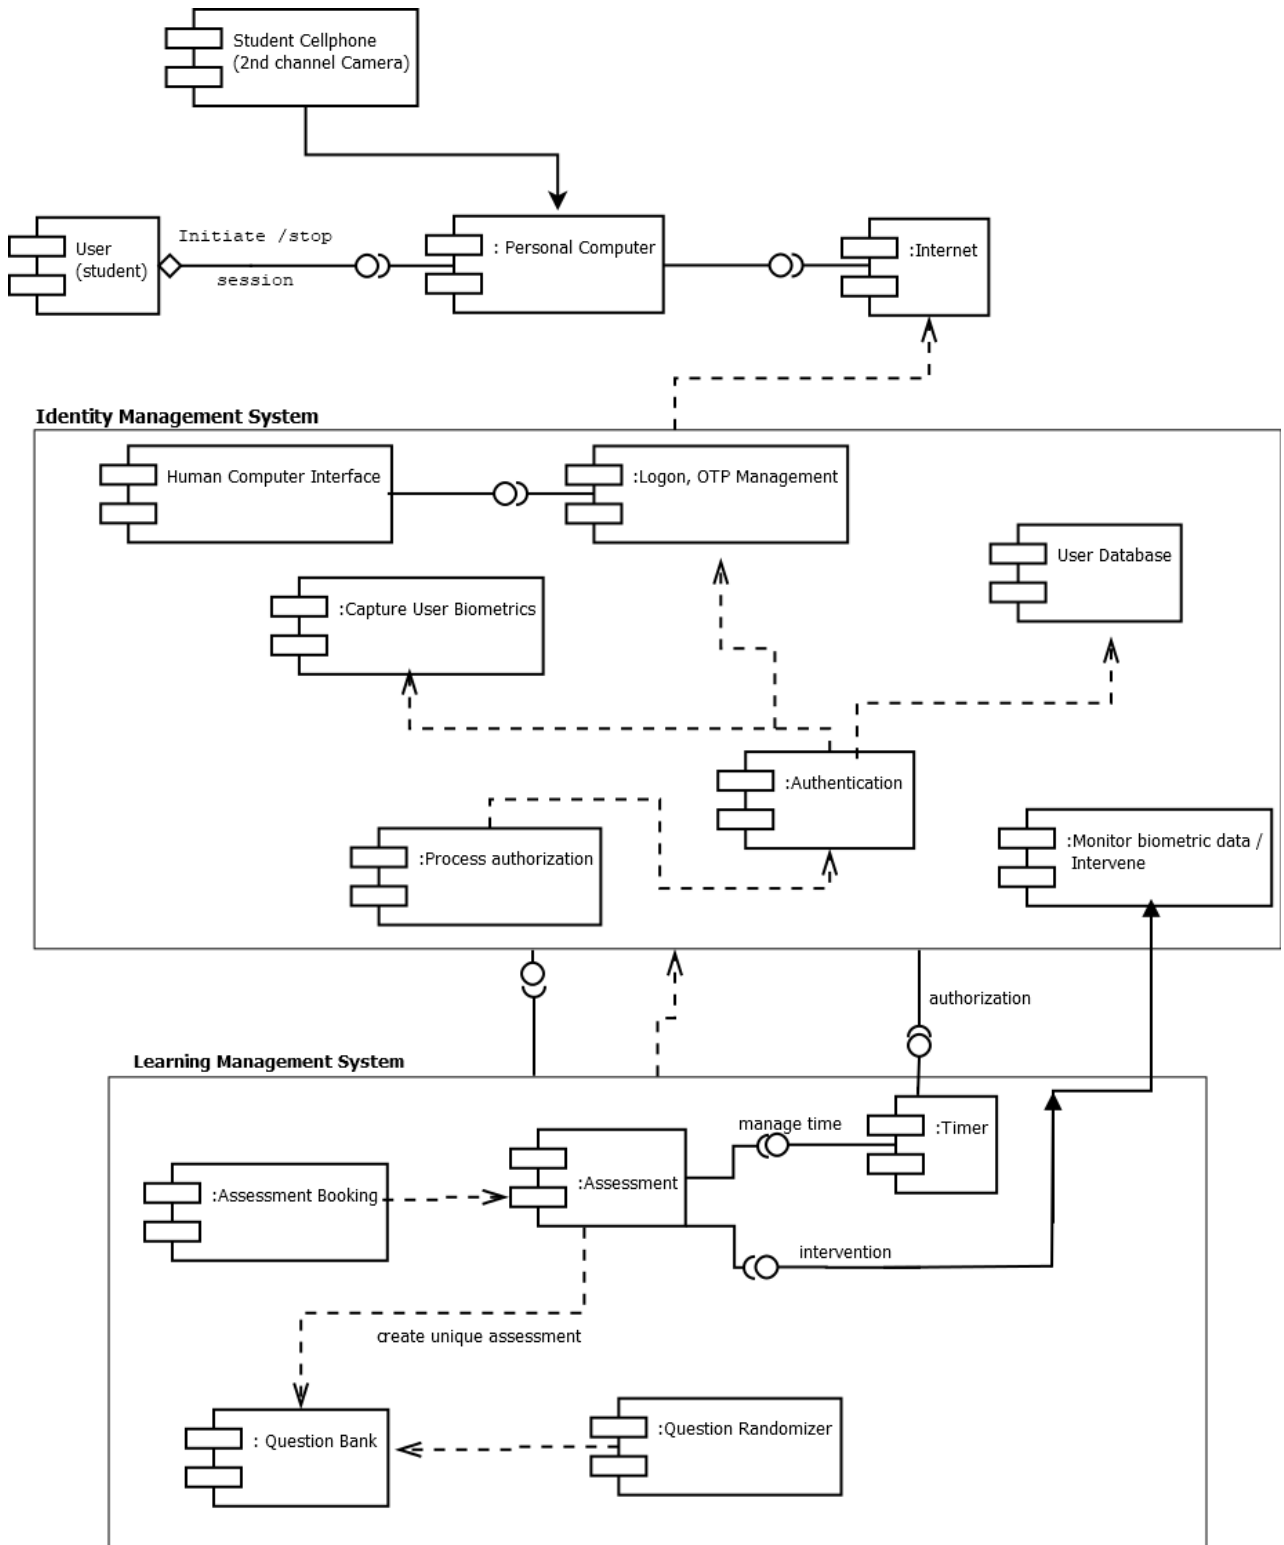 Student Cellphone
(2nd channel Camera)
User
(student)
Initiate /stop
session
: Personal Computer
:Internet
Identity Management System
Human Computer Interface
:Logon, OTP Management
User Database
:Capture User Biometrics
:Authentication
:Process authorization
:Monitor biometric data /
Intervene
authorization
Learning Management System
manage time
:Timer
:Assessment Booking
:Assessment
intervention
create unique assessment
: Question Bank
:Question Randomizer